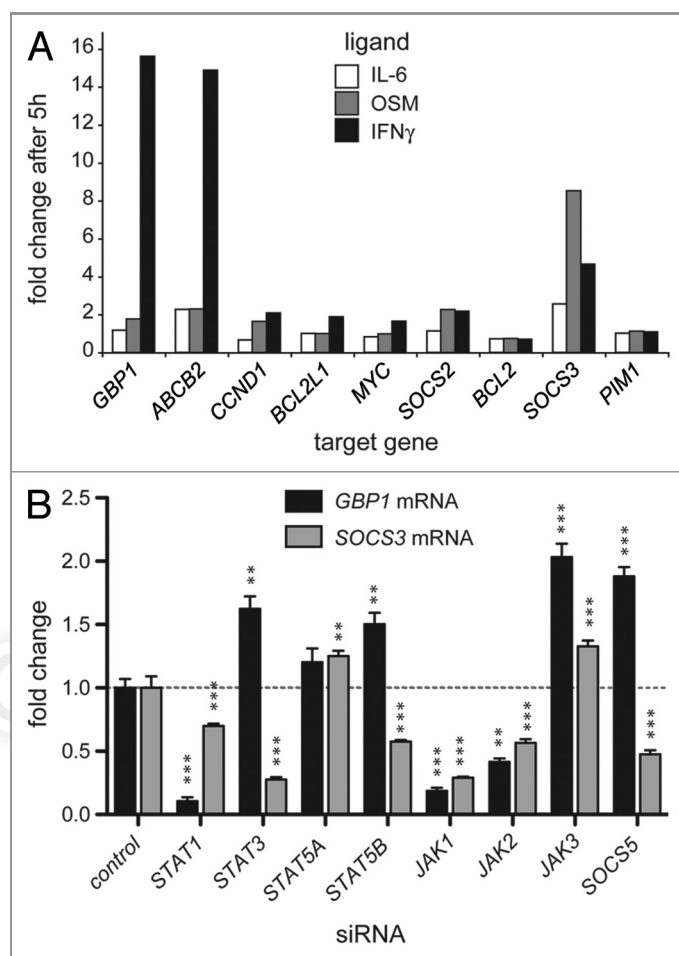 A
ligand
IL-6
OSM
IFNγ
fold change after 5h
16
14
12
10
8
6
4
2
0
GBP1
ABCB2
CCND1
BCL2L1
MYC
SOCS2
BCL2
SOCS3
PIM1
target gene
B
GBP1 mRNA
SOCS3 mRNA
fold change
2.5
2.0
1.5
1.0
0.5
0.0
***
***
**
***
**
**
***
***
***
**
***
***
***
***
***
control
STAT1
STAT3
STAT5A
STAT5B
JAK1
JAK2
JAK3
SOCS5
siRNA